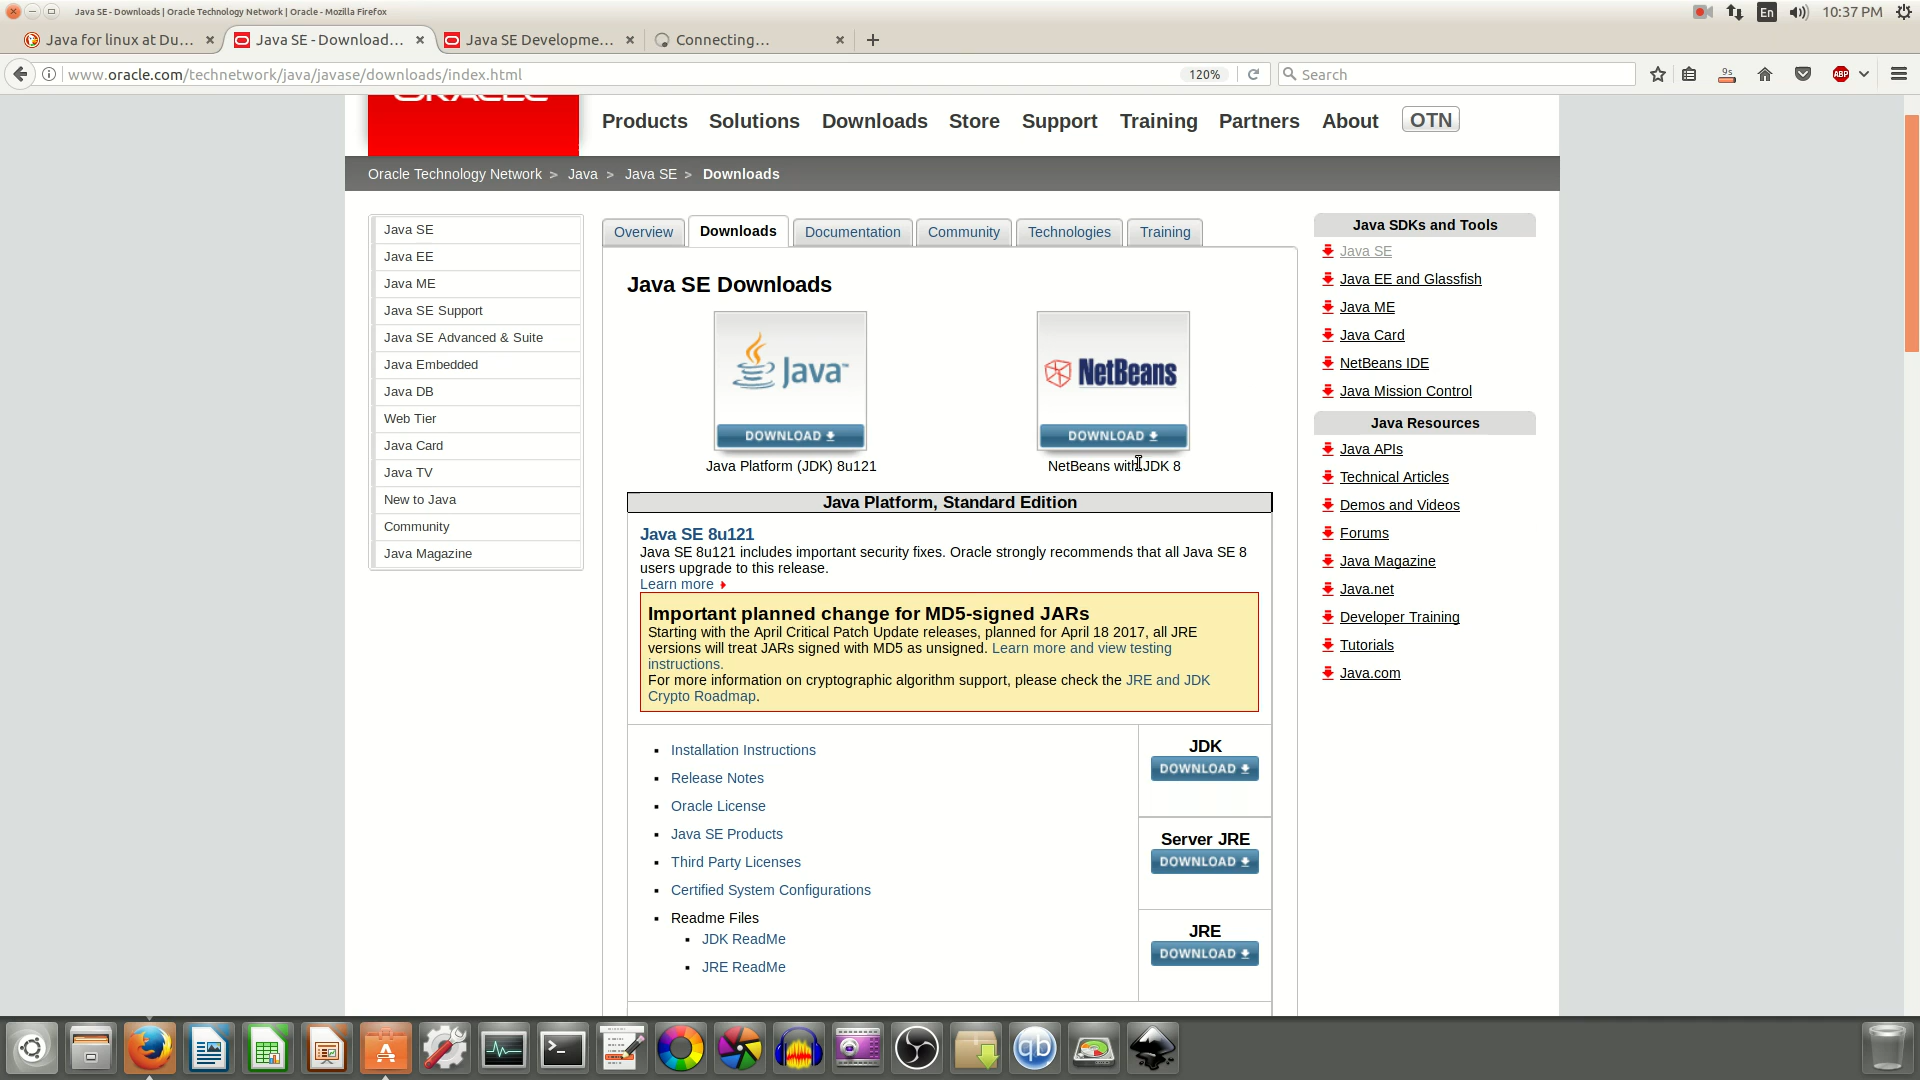 Java SE - Downloads | Oracle Technology Network | Oracle - Mozilla Firefox
En
10:37 PM
Java for linux at Du...
Java SE - Download...
Java SE Developme...
Connecting...
www.oracle.com/technetwork/java/javase/downloads/index.html
120%
Search
9s
ABP
ORACLE
Products Solutions Downloads Store Support Training Partners About OTN
Oracle Technology Network > Java > Java SE > Downloads
Java SE
Java EE
Java ME
Java SE Support
Java SE Advanced & Suite
Java Embedded
Java DB
Web Tier
Java Card
Java TV
New to Java
Community
Java Magazine
Overview Downloads Documentation Community Technologies Training
Java SE Downloads
Java™
DOWNLOAD
Java Platform (JDK) 8u121
NetBeans
DOWNLOAD
NetBeans with JDK 8
Java Platform, Standard Edition
Java SE 8u121
Java SE 8u121 includes important security fixes. Oracle strongly recommends that all Java SE 8
users upgrade to this release.
Learn more
Important planned change for MD5-signed JARs
Starting with the April Critical Patch Update releases, planned for April 18 2017, all JRE
versions will treat JARs signed with MD5 as unsigned. Learn more and view testing
instructions.
For more information on cryptographic algorithm support, please check the JRE and JDK
Crypto Roadmap.
Installation Instructions
Release Notes
Oracle License
Java SE Products
Third Party Licenses
Certified System Configurations
Readme Files
JDK ReadMe
JRE ReadMe
JDK
DOWNLOAD
Server JRE
DOWNLOAD
JRE
DOWNLOAD
Java SDKs and Tools
Java SE
Java EE and Glassfish
Java ME
Java Card
NetBeans IDE
Java Mission Control
Java Resources
Java APIs
Technical Articles
Demos and Videos
Forums
Java Magazine
Java.net
Developer Training
Tutorials
Java.com
qb